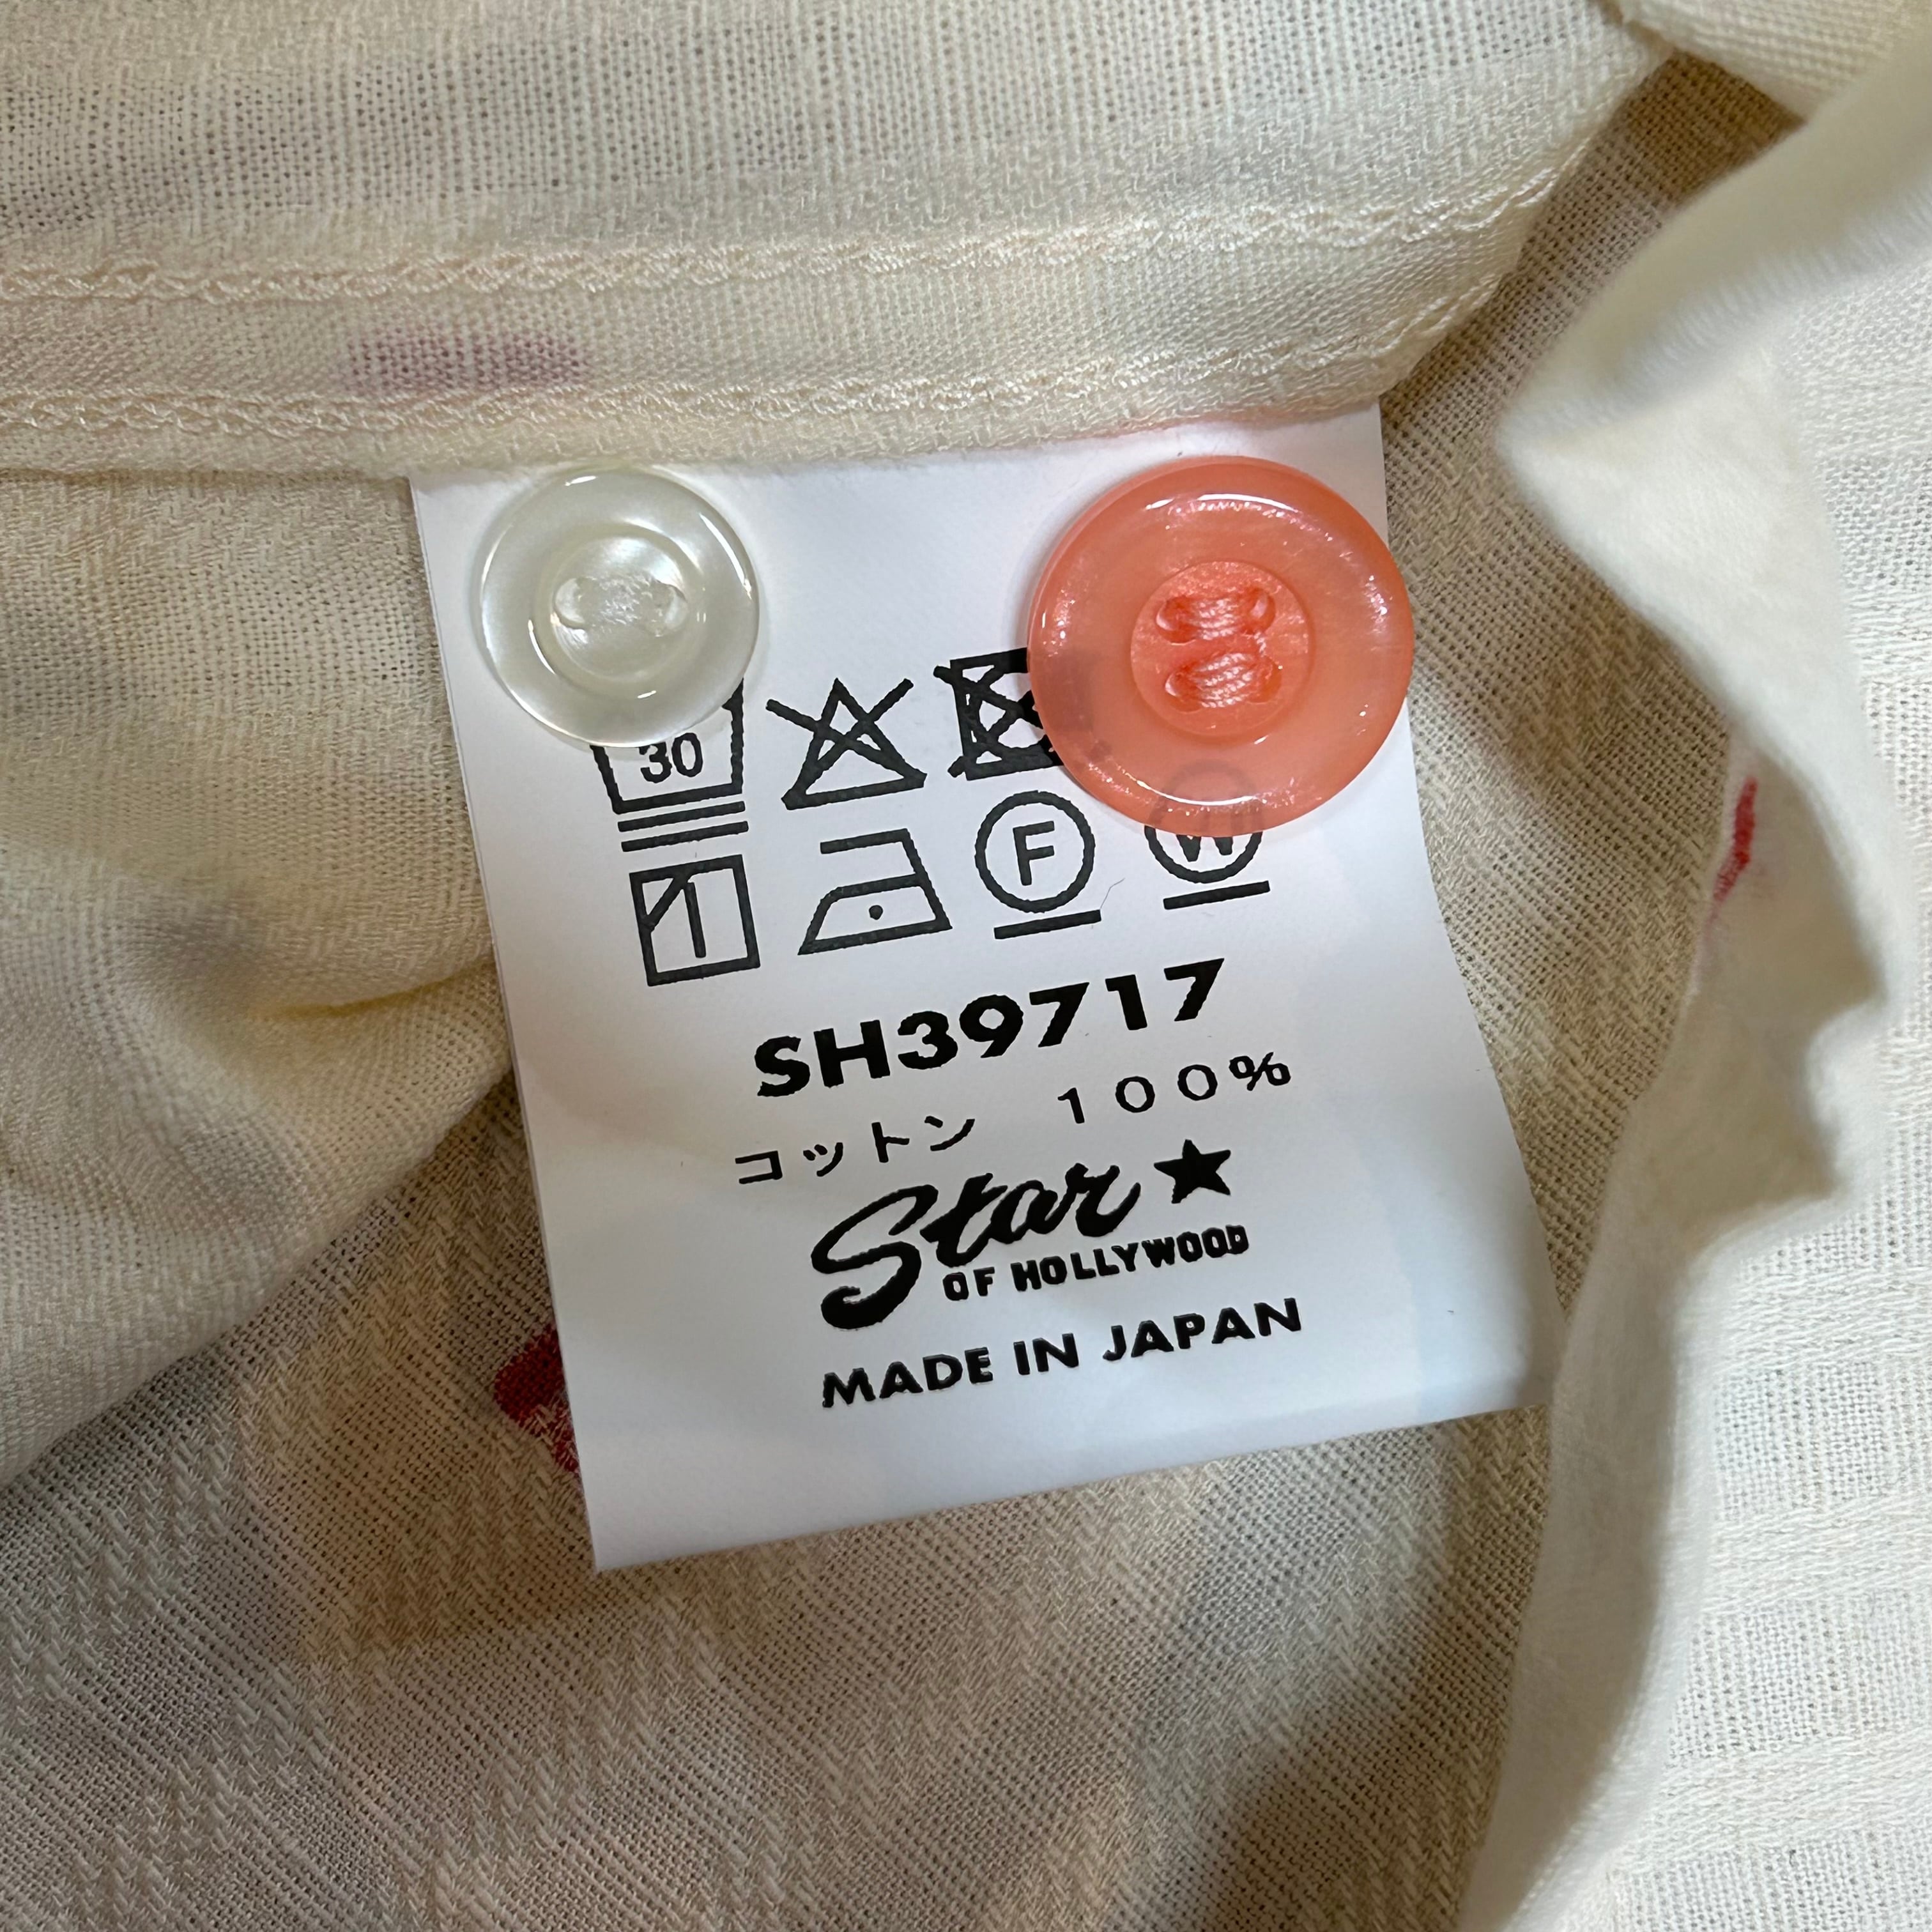 30
F
W
SH39717
コットン 100%
Star
OF HOLLYWOOD
MADE IN JAPAN